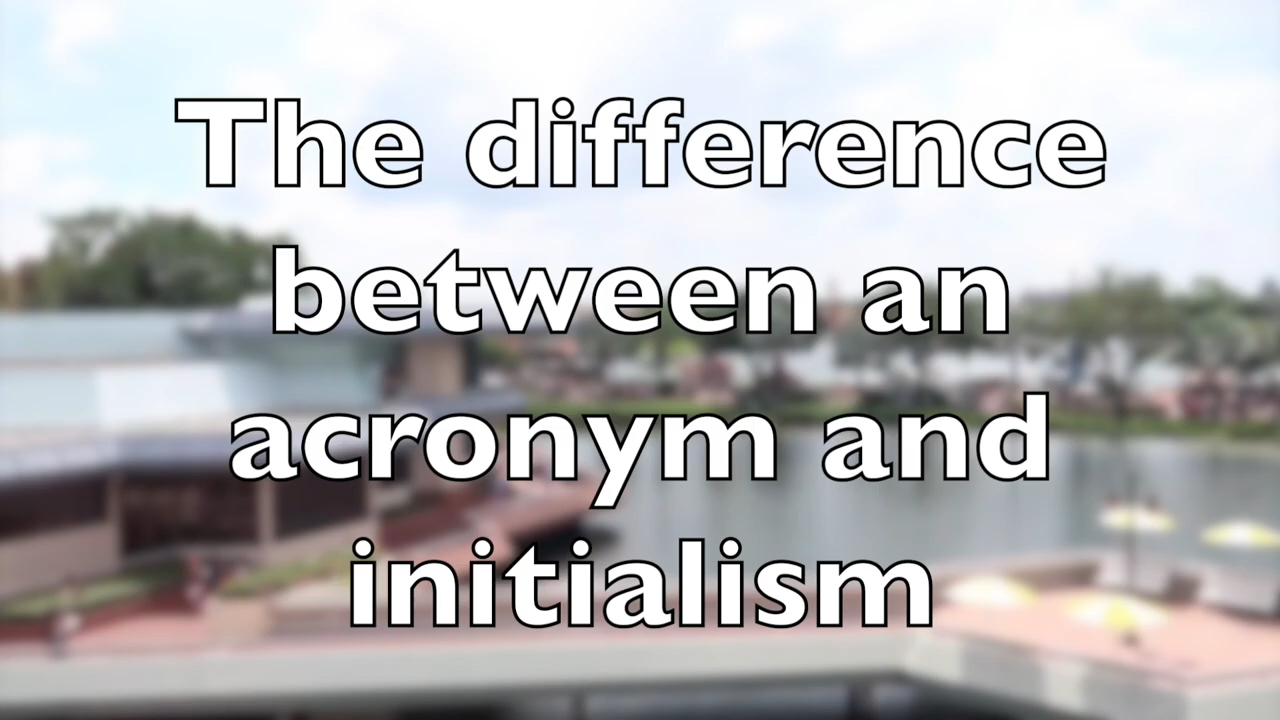 The difference
between an
acronym and
initialism